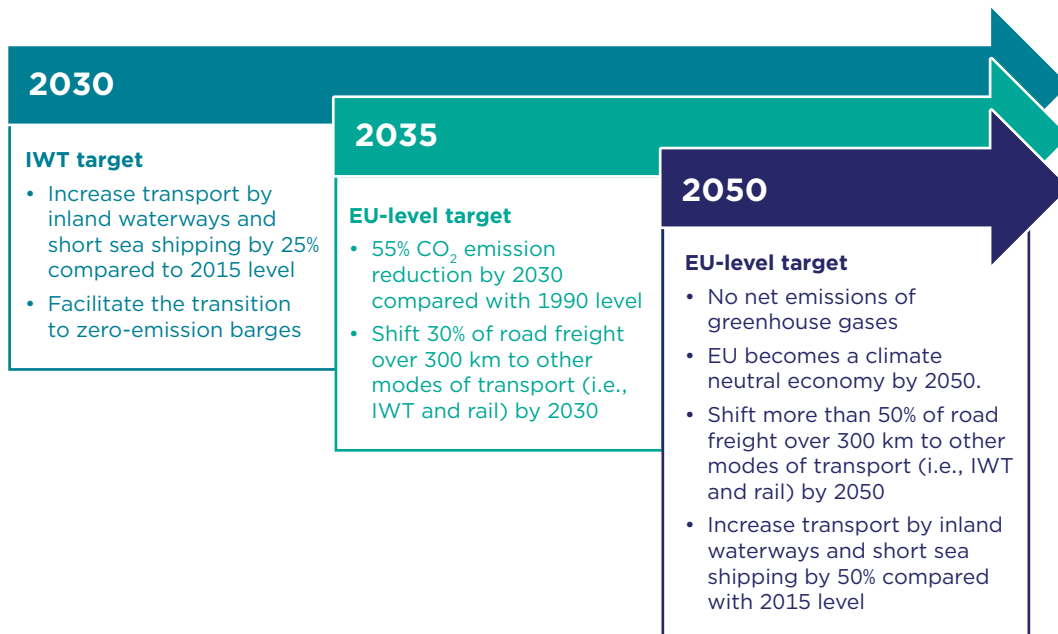 2030
IWT target
• Increase transport by
inland waterways and
short sea shipping by 25%
compared to 2015 level
• Facilitate the transition
to zero-emission barges
2035
EU-level target
• 55% CO₂ emission
reduction by 2030
compared with 1990 level
• Shift 30% of road freight
over 300 km to other
modes of transport (i.e.,
IWT and rail) by 2030
2050
EU-level target
• No net emissions of
greenhouse gases
• EU becomes a climate
neutral economy by 2050.
• Shift more than 50% of road
freight over 300 km to other
modes of transport (i.e., IWT
and rail) by 2050
• Increase transport by inland
waterways and short sea
shipping by 50% compared
with 2015 level